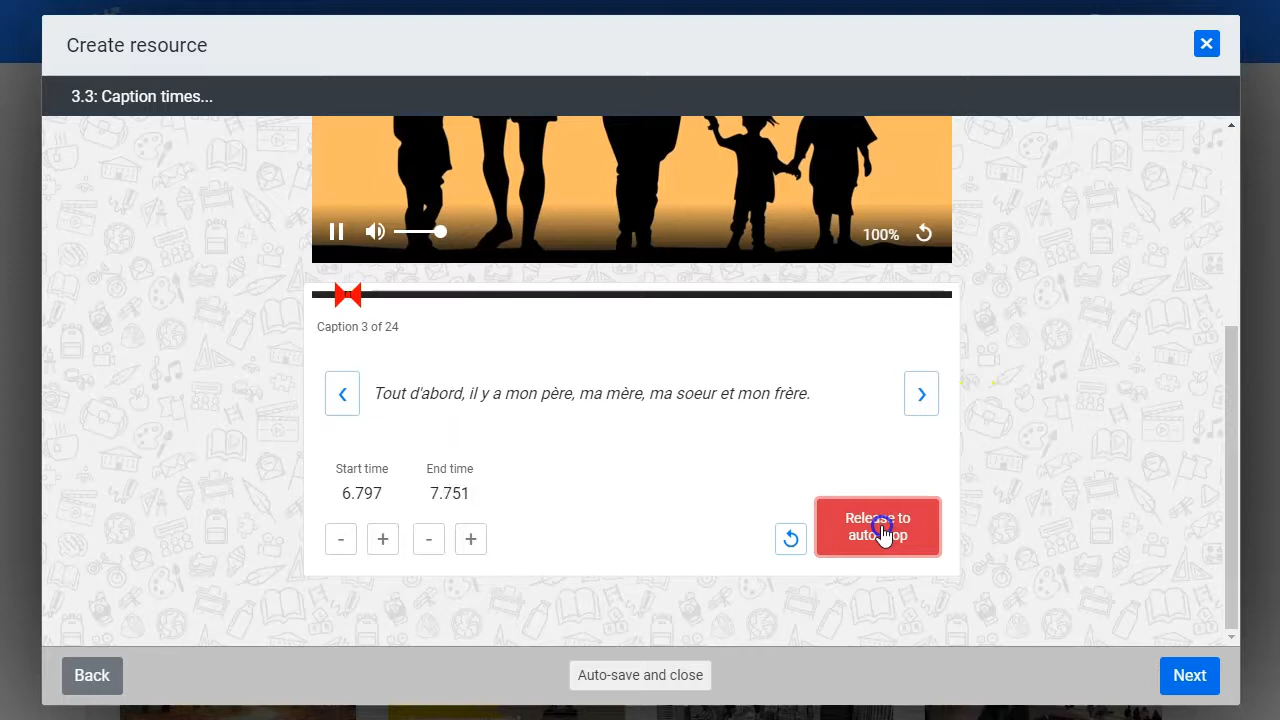 Create resource
3.3: Caption times...
100%
Caption 3 of 24
Tout d'abord, il y a mon père, ma mère, ma soeur et mon frère.
Start time End time
6.797 7.751
- + - +
Release to
auto
Back
Auto-save and close
Next